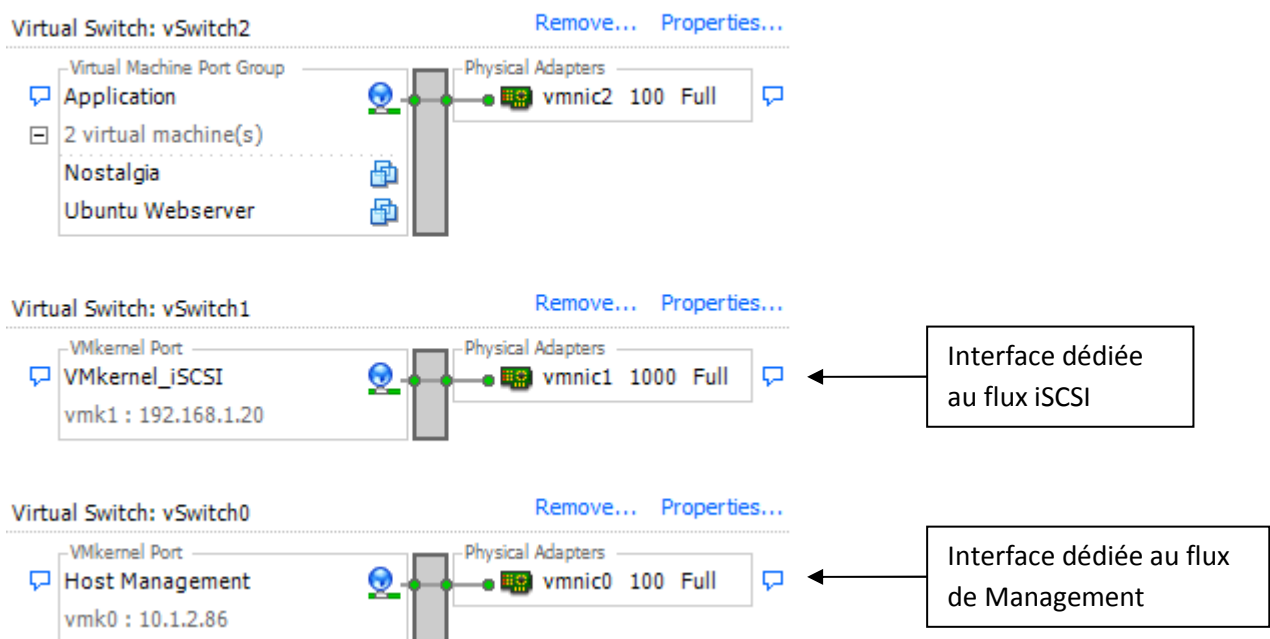 Virtual Switch: vSwitch2 Remove... Properties...
Virtual Machine Port Group Physical Adapters
Application vmnic2 100 Full
2 virtual machine(s)
Nostalgia
Ubuntu Webserver
Virtual Switch: vSwitch1 Remove... Properties...
VMkernel Port Physical Adapters
VMkernel_iSCSI vmnic1 1000 Full
vmk1 : 192.168.1.20
Interface dédiée
au flux iSCSI
Virtual Switch: vSwitch0 Remove... Properties...
VMkernel Port Physical Adapters
Host Management vmnic0 100 Full
vmk0 : 10.1.2.86
Interface dédiée au flux
de Management